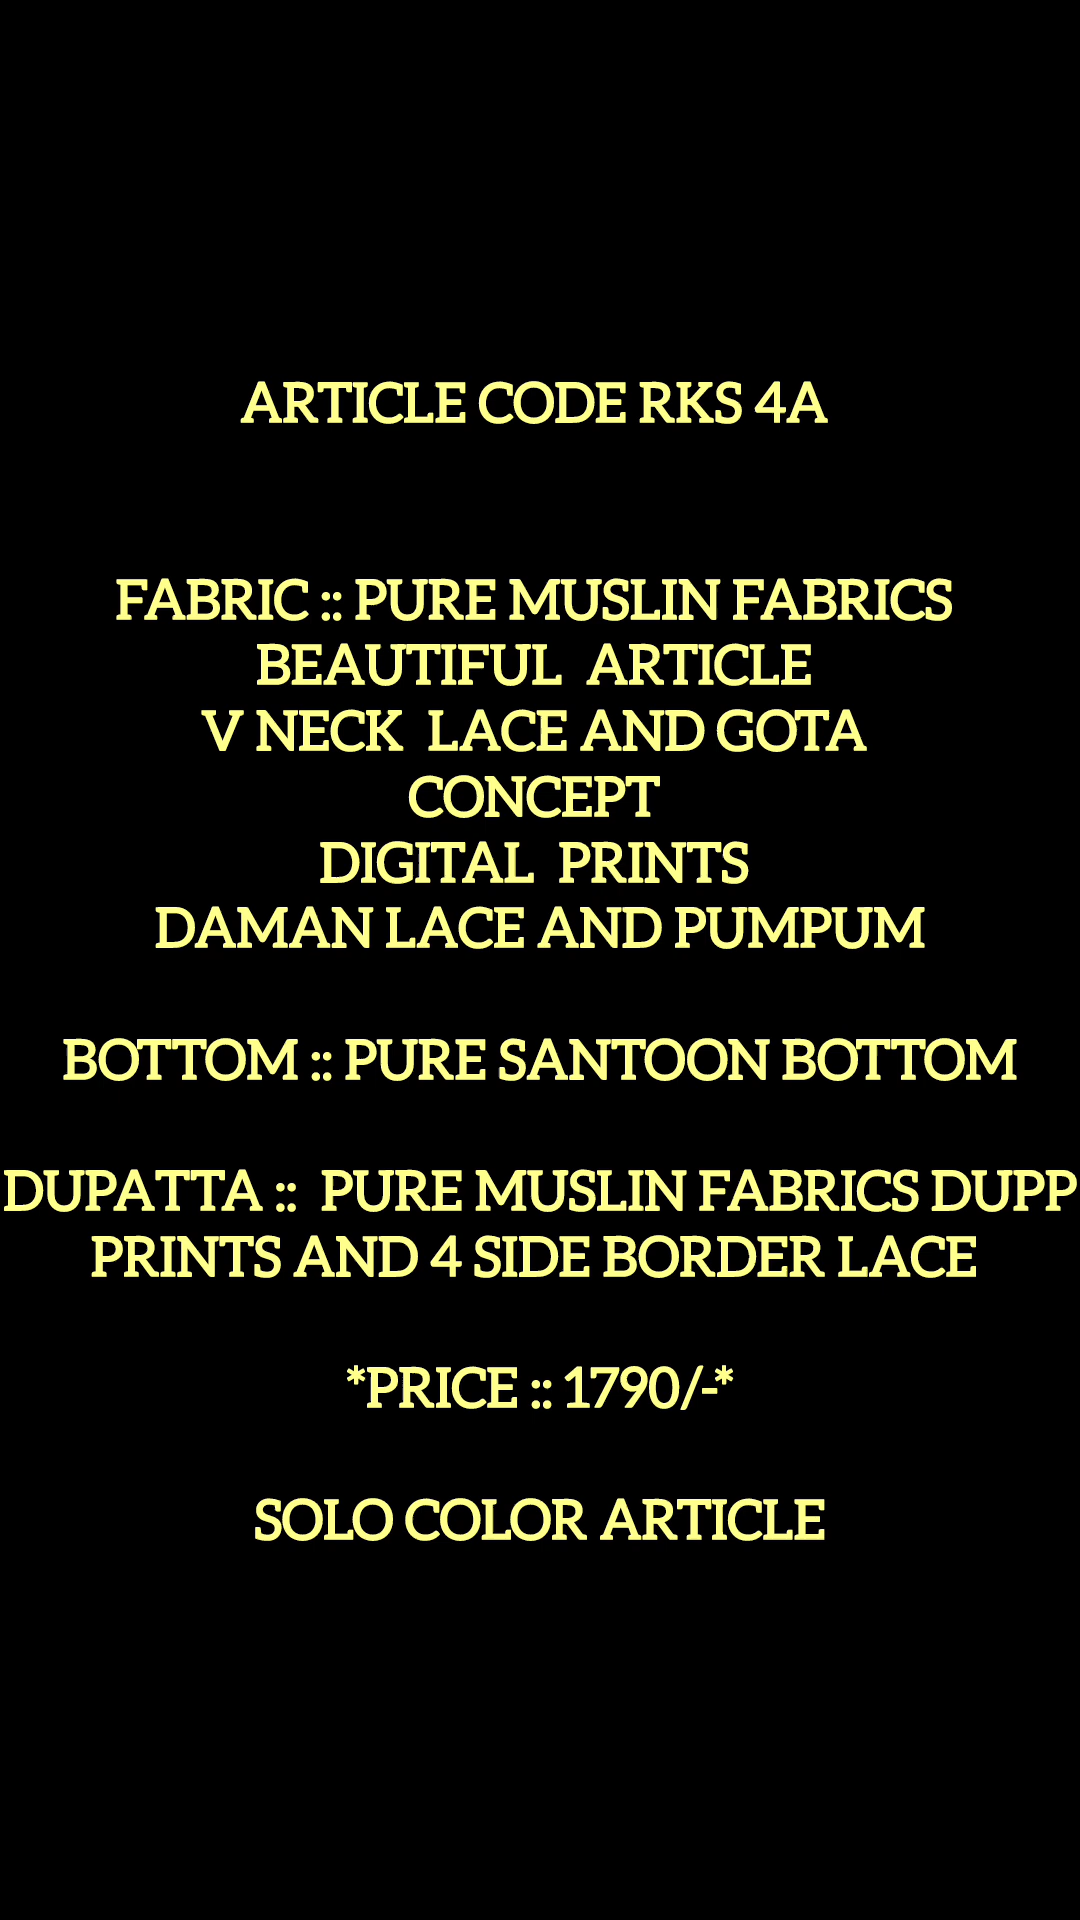 ARTICLE CODE RKS 4A
FABRIC :: PURE MUSLIN FABRICS
BEAUTIFUL ARTICLE
V NECK LACE AND GOTA
CONCEPT
DIGITAL PRINTS
DAMAN LACE AND PUMPUM
BOTTOM :: PURE SANTOON BOTTOM
DUPATTA :: PURE MUSLIN FABRICS DUPP
PRINTS AND 4 SIDE BORDER LACE
*PRICE :: 1790/-*
SOLO COLOR ARTICLE